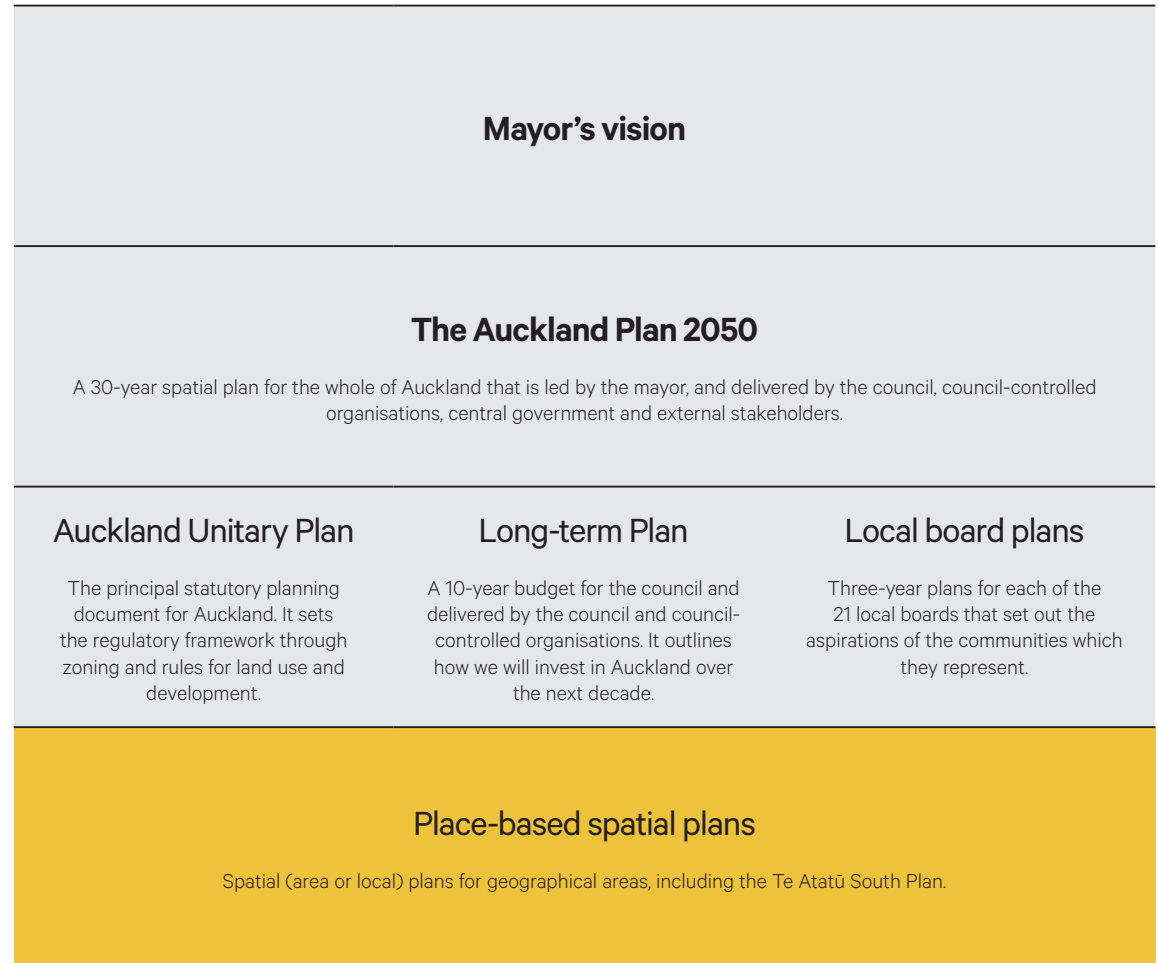 Mayor’s vision
The Auckland Plan 2050
A 30-year spatial plan for the whole of Auckland that is led by the mayor, and delivered by the council, council-controlled
organisations, central government and external stakeholders.
Auckland Unitary Plan
The principal statutory planning
document for Auckland. It sets
the regulatory framework through
zoning and rules for land use and
development.
Long-term Plan
A 10-year budget for the council and
delivered by the council and council-
controlled organisations. It outlines
how we will invest in Auckland over
the next decade.
Local board plans
Three-year plans for each of the
21 local boards that set out the
aspirations of the communities which
they represent.
Place-based spatial plans
Spatial (area or local) plans for geographical areas, including the Te Atatū South Plan.